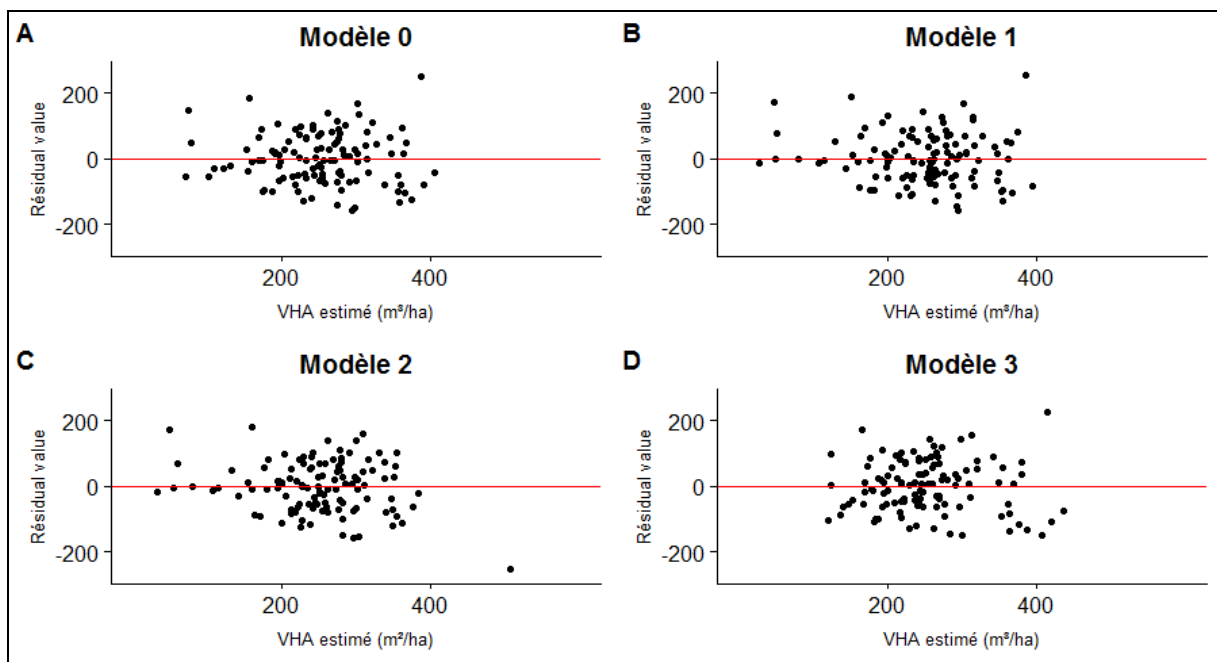 A
Modèle 0
Résidual value
200
0
-200
200
400
VHA estimé (m³/ha)
B
Modèle 1
Résidual value
200
0
-200
200
400
VHA estimé (m³/ha)
C
Modèle 2
Résidual value
200
0
-200
200
400
VHA estimé (m²/ha)
D
Modèle 3
Résidual value
200
0
-200
200
400
VHA estimé (m³/ha)